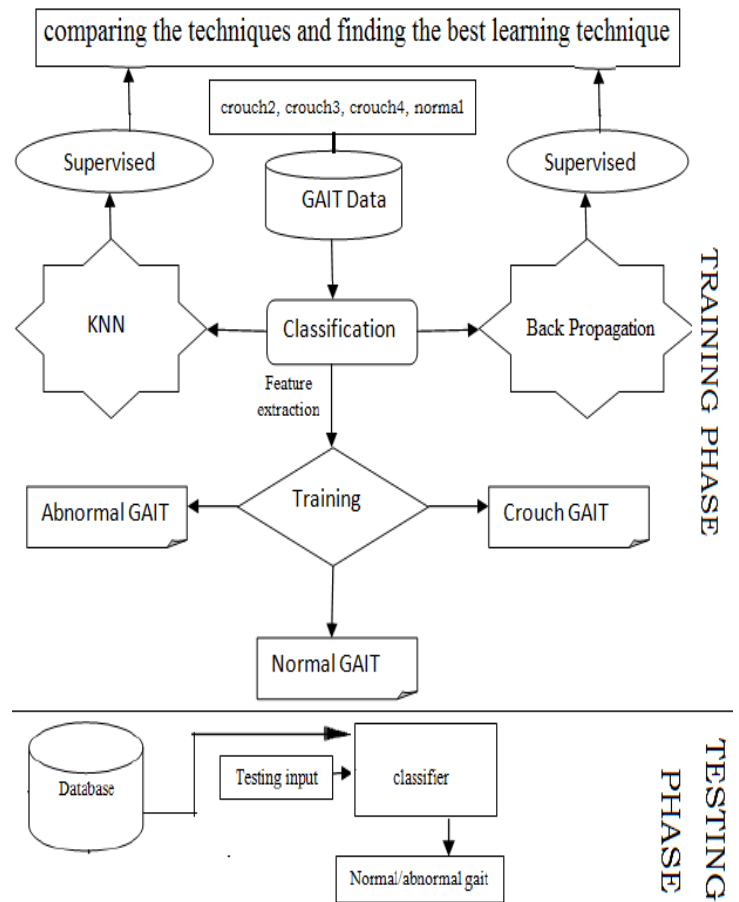 comparing the techniques and finding the best learning technique
crouch2, crouch3, crouch4, normal
Supervised
Supervised
GAIT Data
KNN
Classification
Back Propagation
Feature
extraction
Training
Abnormal GAIT
Crouch GAIT
Normal GAIT
TRAINING PHASE
Database
Testing input
classifier
Normal/abnormal gait
TESTING
PHASE